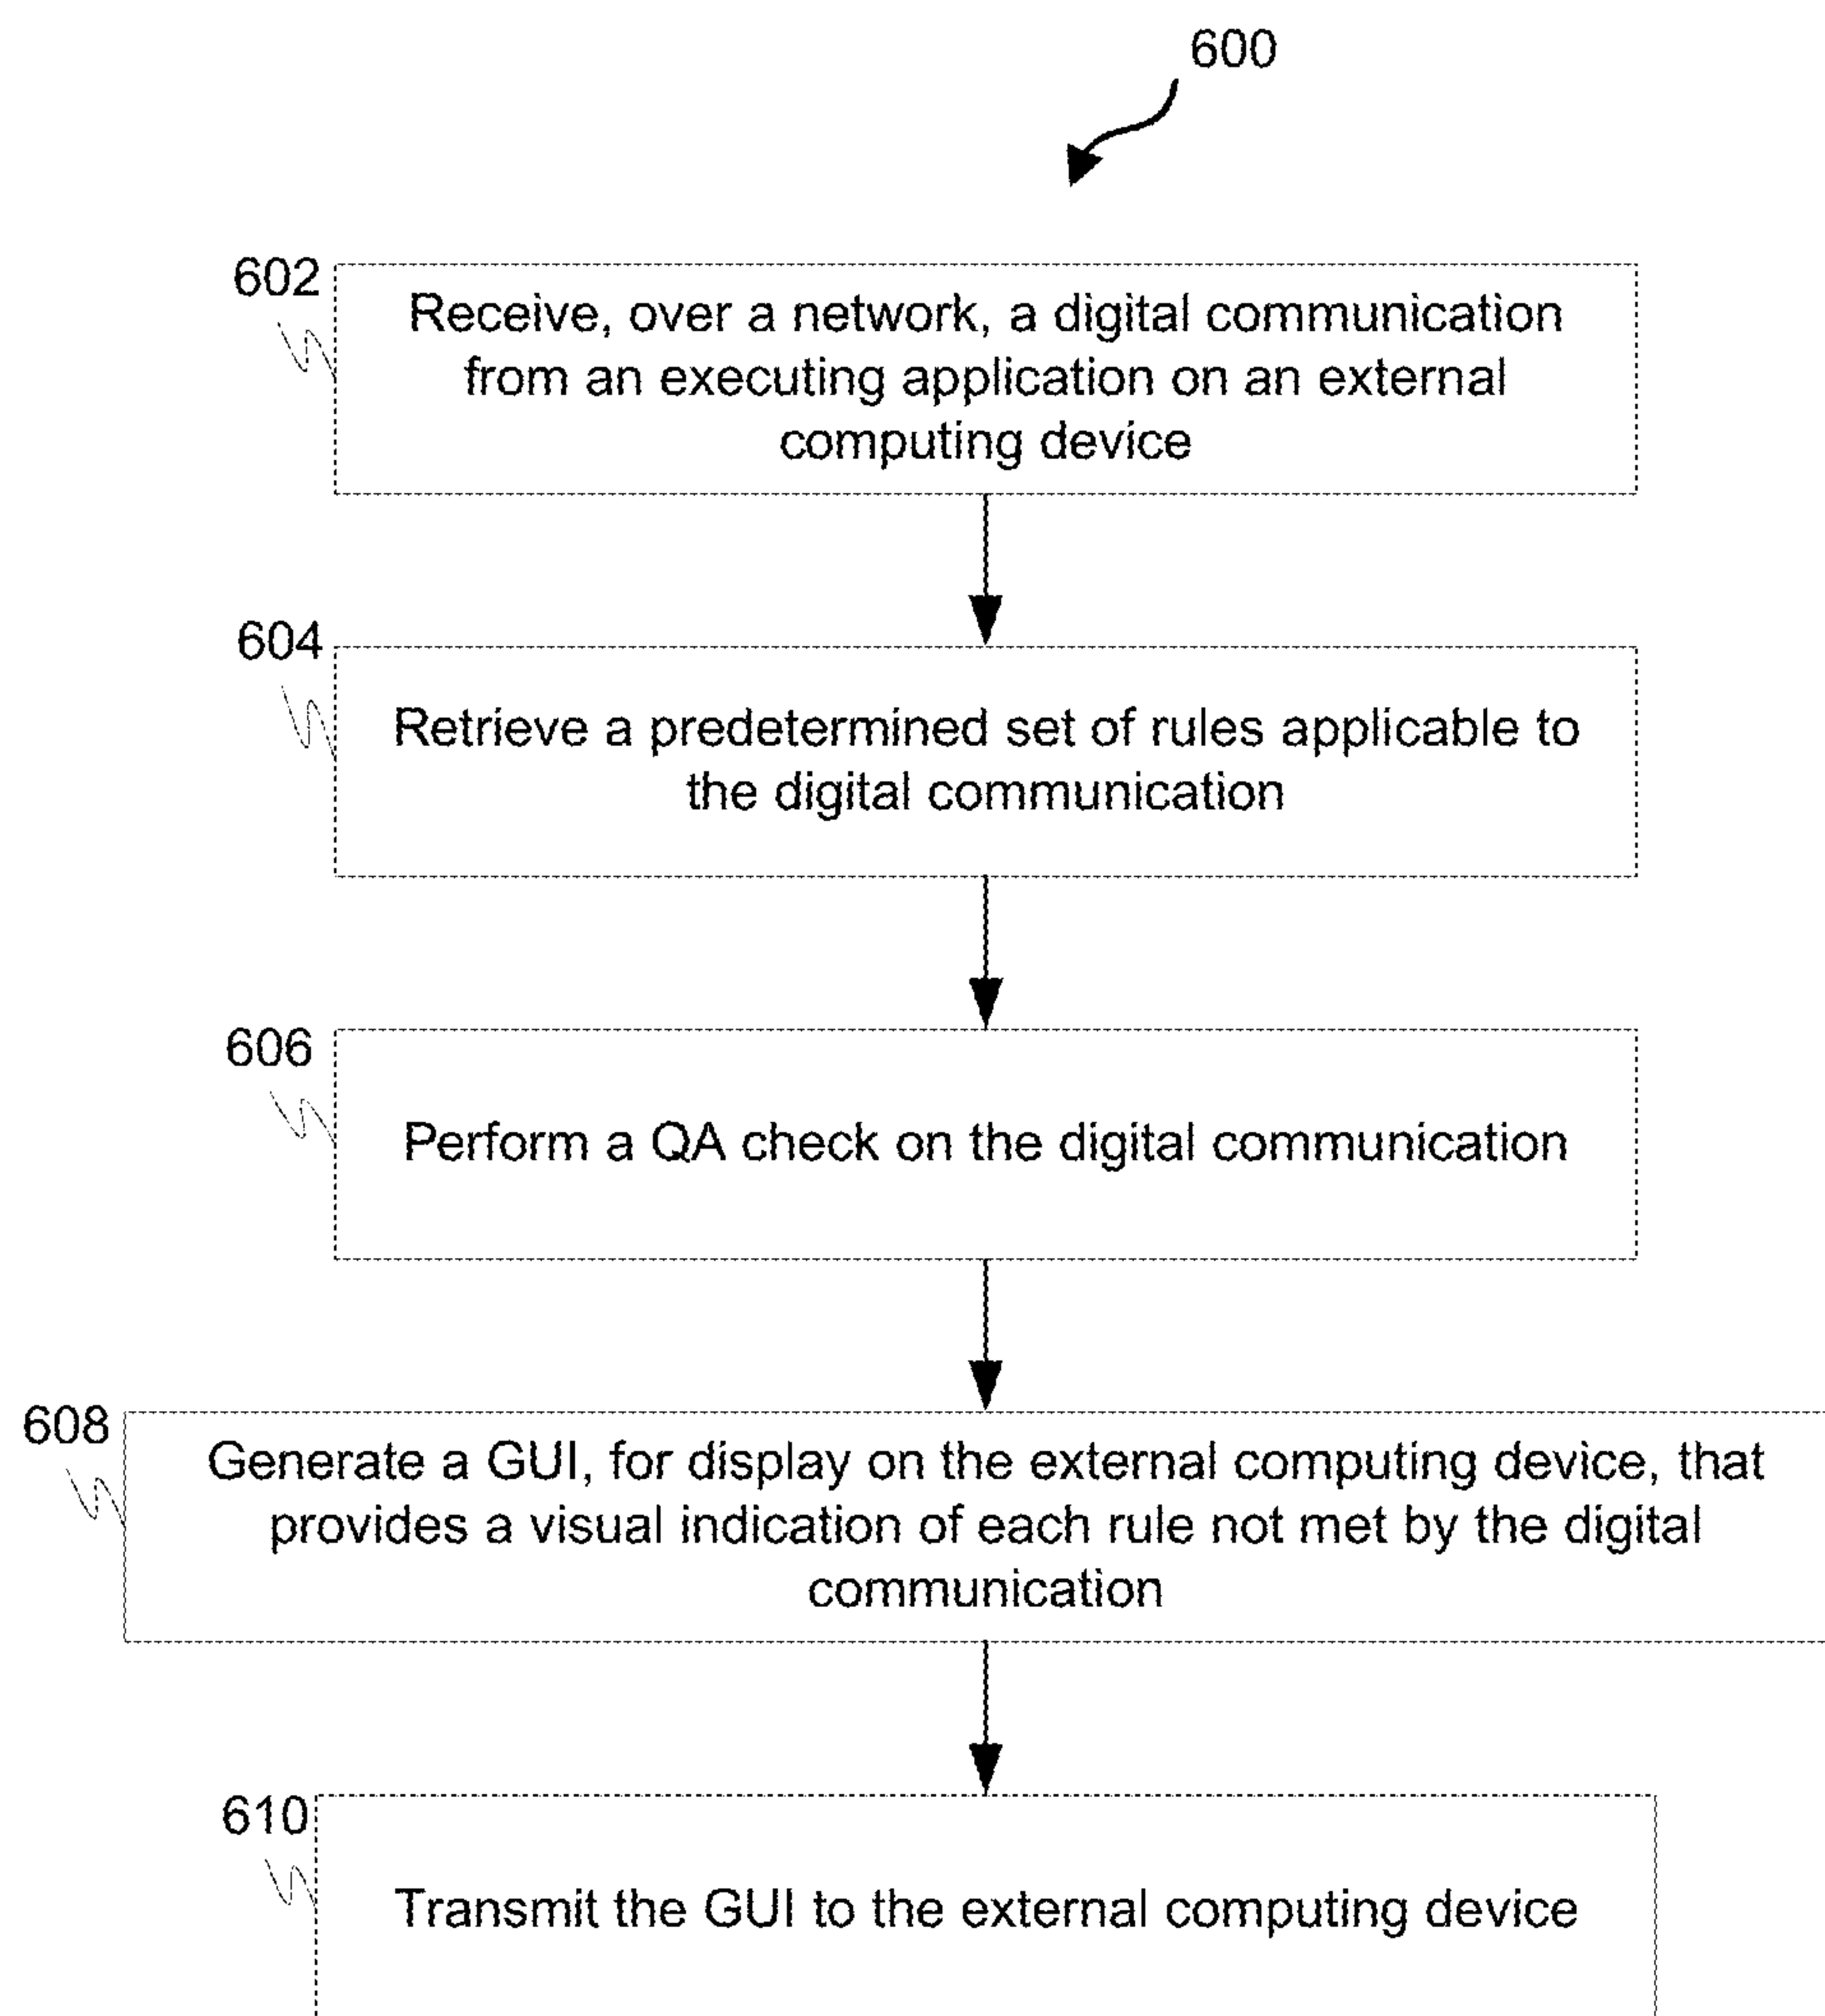 600
602
Receive, over a network, a digital communication
from an executing application on an external
computing device
604
Retrieve a predetermined set of rules applicable to
the digital communication
606
Perform a QA check on the digital communication
608
Generate a GUI, for display on the external computing device, that
provides a visual indication of each rule not met by the digital
communication
610
Transmit the GUI to the external computing device